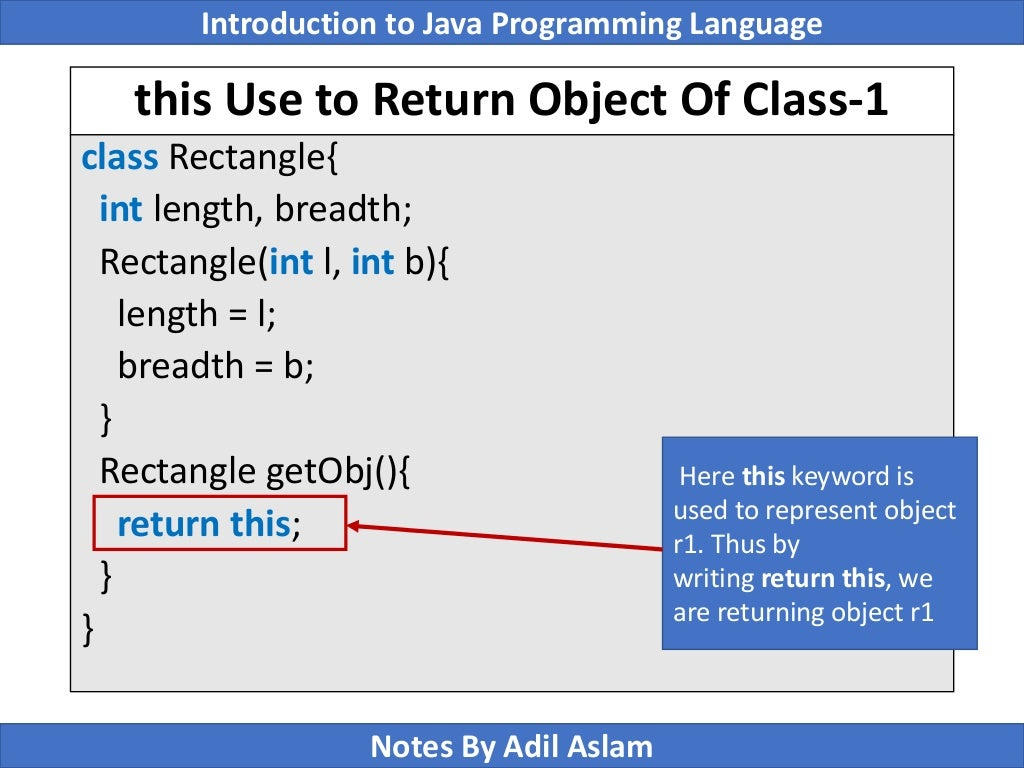 Introduction to Java Programming Language
this Use to Return Object Of Class-1
class Rectangle{
int length, breadth;
Rectangle(int l, int b){
length = l;
breadth = b;
}
Rectangle getObj(){
return this;
}
}
Here this keyword is
used to represent object
r1. Thus by
writing return this, we
are returning object r1
Notes By Adil Aslam